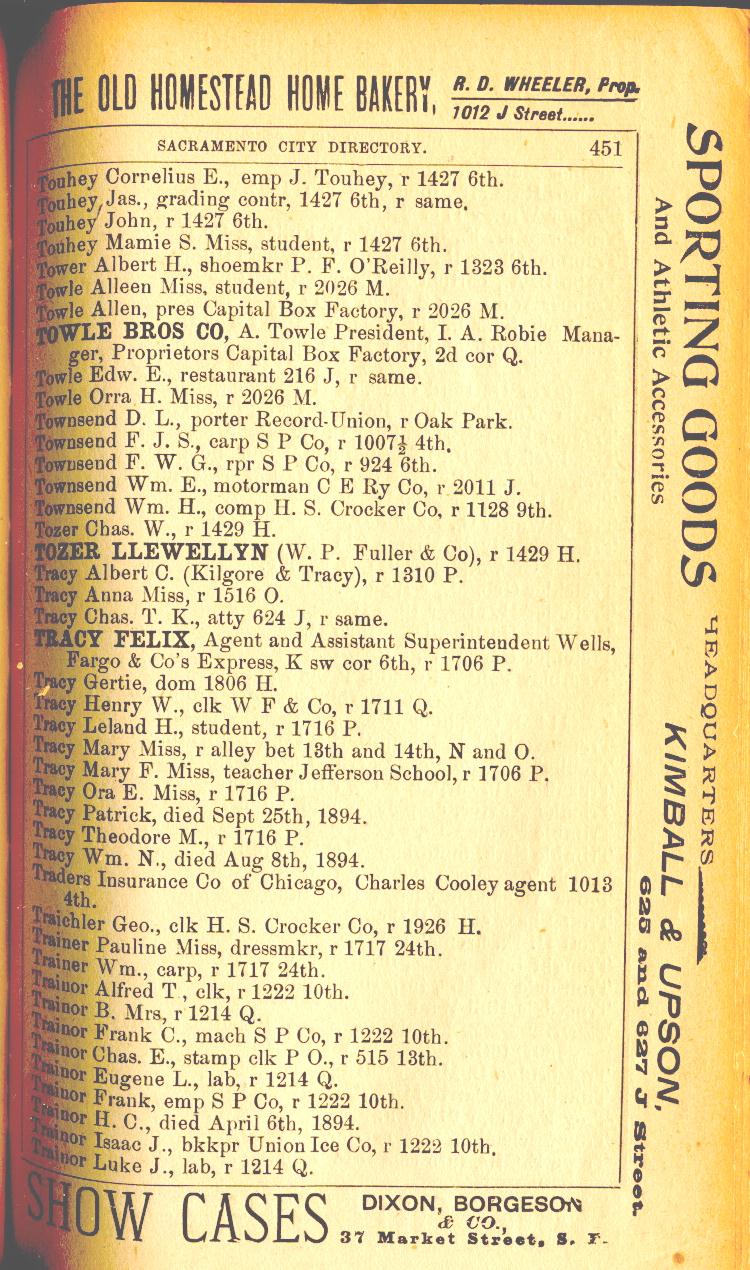 THE OLD HOMESTEAD HOME BAKERY, R. D. WHEELER, Prop.
1012 J Street......
SACRAMENTO CITY DIRECTORY. 451
Touhey Cornelius E., emp J. Touhey, r 1427 6th.
Touhey, Jas., grading contr, 1427 6th, r same.
Touhey John, r 1427 6th.
Touhey Mamie S. Miss, student, r 1427 6th.
Tower Albert H., shoemkr P. F. O'Reilly, r 1323 6th.
Towle Alleen Miss, student, r 2026 M.
Towle Allen, pres Capital Box Factory, r 2026 M.
TOWLE BROS CO, A. Towle President, I. A. Robie Mana-
ger, Proprietors Capital Box Factory, 2d cor Q.
Towle Edw. E., restaurant 216 J, r same.
Towle Orra H. Miss, r 2026 M.
Townsend D. L., porter Record-Union, r Oak Park.
Townsend F. J. S., carp S P Co, r 1007½ 4th.
Townsend F. W. G., rpr S P Co, r 924 6th.
Townsend Wm. E., motorman C E Ry Co, r 2011 J.
Townsend Wm. H., comp H. S. Crocker Co, r 1128 9th.
Tozer Chas. W., r 1429 H.
TOZER LLEWELLYN (W. P. Fuller & Co), r 1429 H.
Tracy Albert C. (Kilgore & Tracy), r 1310 P.
Tracy Anna Miss, r 1516 O.
Tracy Chas. T. K., atty 624 J, r same.
TRACY FELIX, Agent and Assistant Superintendent Wells,
Fargo & Co's Express, K sw cor 6th, r 1706 P.
Tracy Gertie, dom 1806 H.
Tracy Henry W., clk W F & Co, r 1711 Q.
Tracy Leland H., student, r 1716 P.
Tracy Mary Miss, r alley bet 13th and 14th, N and O.
Tracy Mary F. Miss, teacher Jefferson School, r 1706 P.
Tracy Ora E. Miss, r 1716 P.
Tracy Patrick, died Sept 25th, 1894.
Tracy Theodore M., r 1716 P.
Tracy Wm. N., died Aug 8th, 1894.
Traders Insurance Co of Chicago, Charles Cooley agent 1013
4th.
Traichler Geo., clk H. S. Crocker Co, r 1926 H.
Trainer Pauline Miss, dressmkr, r 1717 24th.
Trainer Wm., carp, r 1717 24th.
Trainor Alfred T , clk, r 1222 10th.
Trainor B. Mrs, r 1214 Q.
Trainor Frank C., mach S P Co, r 1222 10th.
Trainor Chas. E., stamp clk P O., r 515 13th.
Trainor Eugene L., lab, r 1214 Q.
Trainor Frank, emp S P Co, r 1222 10th.
Trainor H. C., died April 6th, 1894.
Trainor Isaac J., bkkpr Union Ice Co, r 1222 10th.
Trainor Luke J., lab, r 1214 Q.
SHOW CASES DIXON, BORGESON
& CO.,
37 Market Street, S. F.
SPORTING GOODS
And Athletic Accessories
HEADQUARTERS
KIMBALL & UPSON,
625 and 627 J Street.